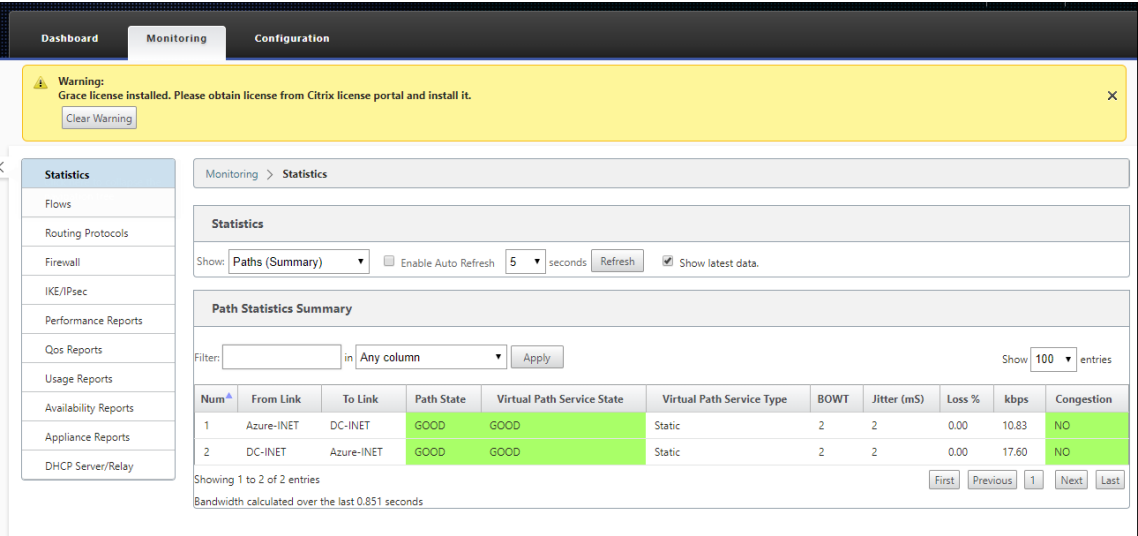 Dashboard Monitoring Configuration
Warning:
Grace license installed. Please obtain license from Citrix license portal and install it.
Clear Warning
Statistics
Flows
Routing Protocols
Firewall
IKE/IPsec
Performance Reports
Qos Reports
Usage Reports
Availability Reports
Appliance Reports
DHCP Server/Relay
Monitoring > Statistics
Statistics
Show: Paths (Summary) Enable Auto Refresh 5 seconds Refresh Show latest data.
Path Statistics Summary
Filter: in Any column Apply Show 100 entries
Num From Link To Link Path State Virtual Path Service State Virtual Path Service Type BOWT Jitter (mS) Loss % kbps Congestion
1 Azure-INET DC-INET GOOD GOOD Static 2 2 0.00 10.83 NO
2 DC-INET Azure-INET GOOD GOOD Static 2 2 0.00 17.60 NO
Showing 1 to 2 of 2 entries First Previous 1 Next Last
Bandwidth calculated over the last 0.851 seconds